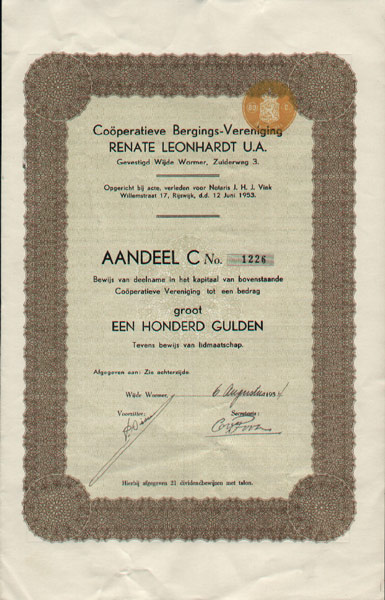 Coöperatieve Bergings-Vereniging
RENATE LEONHARDT U.A.
Gevestigd Wijde Wormer, Zuiderweg 3.
Opgericht bij acte, verleden voor Notaris J. H. J. Vink
Willemstraat 17, Rijswijk, d.d. 12 Juni 1953.
AANDEEL C No. 1226
Bewijs van deelname in het kapitaal van bovenstaande
Coöperatieve Vereniging tot een bedrag
groot
EEN HONDERD GULDEN
Tevens bewijs van lidmaatschap.
Afgegeven aan: Zie achterzijde
Wijde Wormer, 6 Augustus 1954
Voorzitter: Secretaris:
Hierbij afgegeven 21 dividendbewijzen met talon.